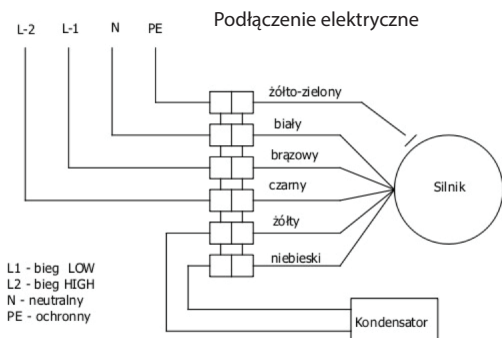 Podłączenie elektryczne
L-2 L-1 N PE
żółto-zielony
biały
brązowy
czarny
żółty
niebieski
Silnik
L1 - bieg LOW
L2 - bieg HIGH
N - neutralny
PE - ochronny
Kondensator